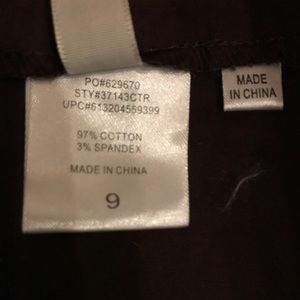 PO#629670
STY#37143CTR
UPC#613204559399
97% COTTON
3% SPANDEX
MADE IN CHINA
9
MADE
IN CHINA